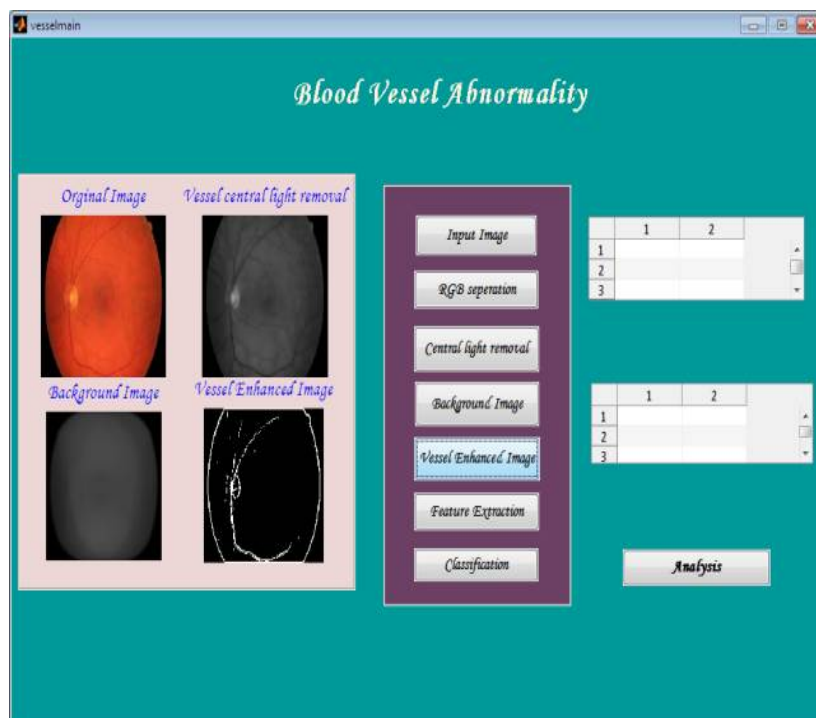 vesselmain
Blood Vessel Abnormality
Orginal Image
Vessel central light removal
Background Image
Vessel Enhanced Image
Input Image
RGB seperation
Central light removal
Background Image
Vessel Enhanced Image
Feature Extraction
Classification
1 2
1
2
3
1 2
1
2
3
Analysis